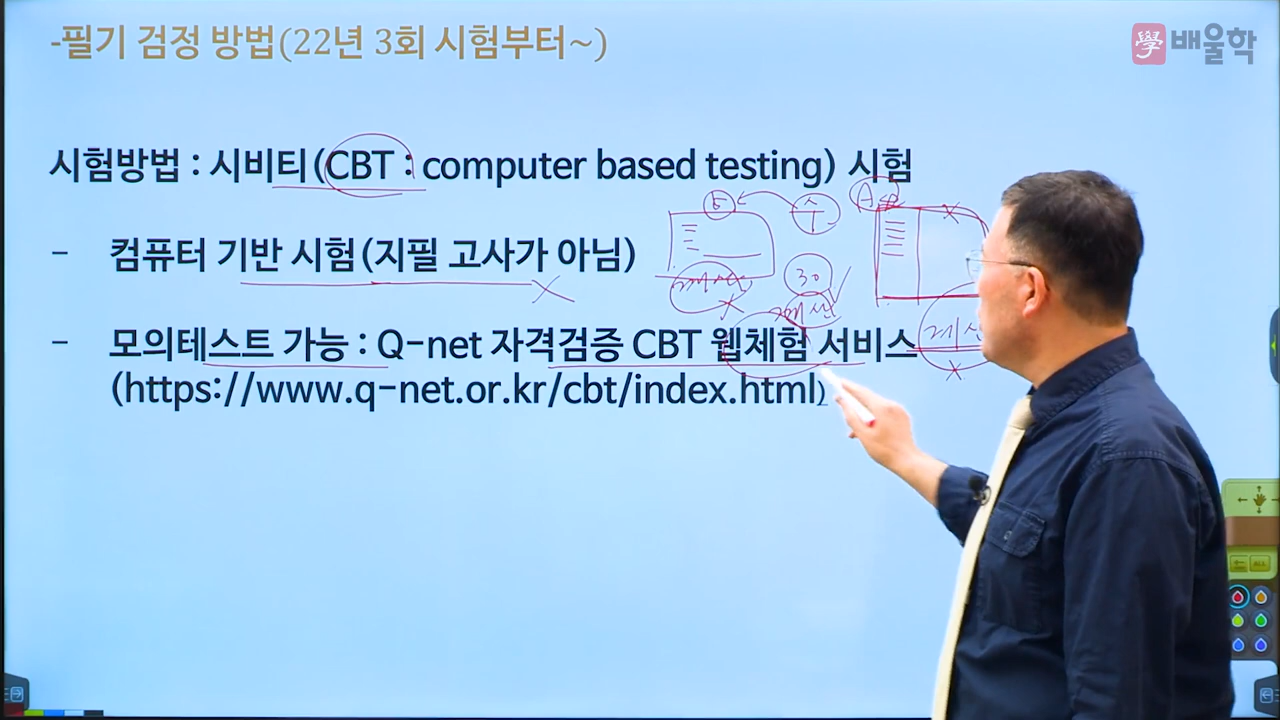 -필기 검정 방법(22년 3회 시험부터~)
學 배울학
시험방법 : 시비티(CBT : computer based testing) 시험
- 컴퓨터 기반 시험(지필 고사가 아님)
- 모의테스트 가능 : Q-net 자격검증 CBT 웹체험 서비스
(https://www.q-net.or.kr/cbt/index.html)
30
ALL